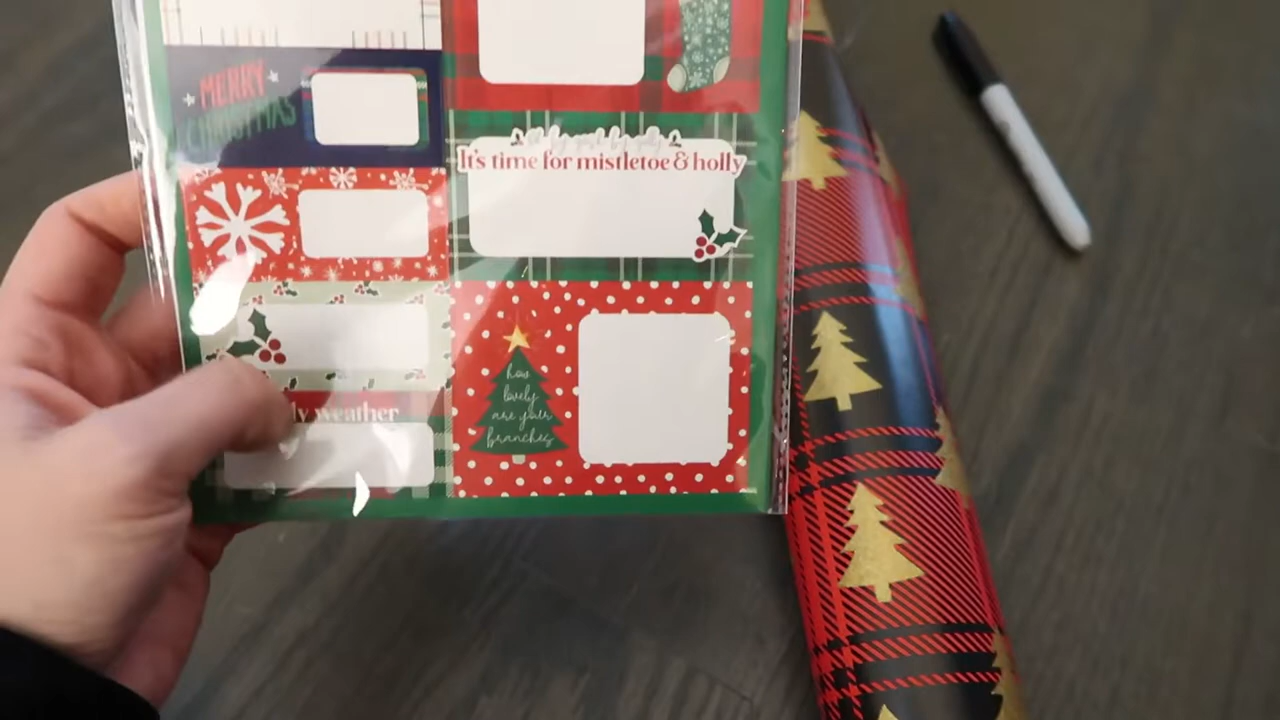 MERRY
CHRISTMAS
It's time for mistletoe & holly
how
lovely
are your
branches
weather